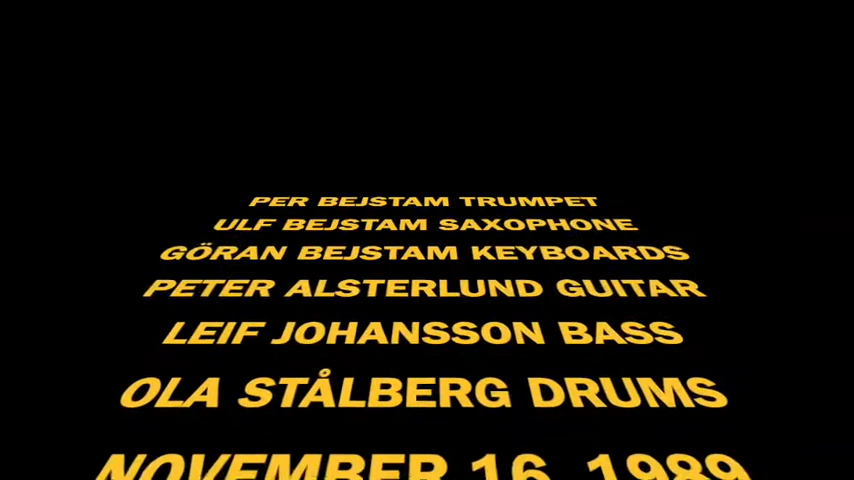 PER BEJSTAM TRUMPET
ULF BEJSTAM SAXOPHONE
GÖRAN BEJSTAM KEYBOARDS
PETER ALSTERLUND GUITAR
LEIF JOHANSSON BASS
OLA STÅLBERG DRUMS
NOVEMBER 16, 1989